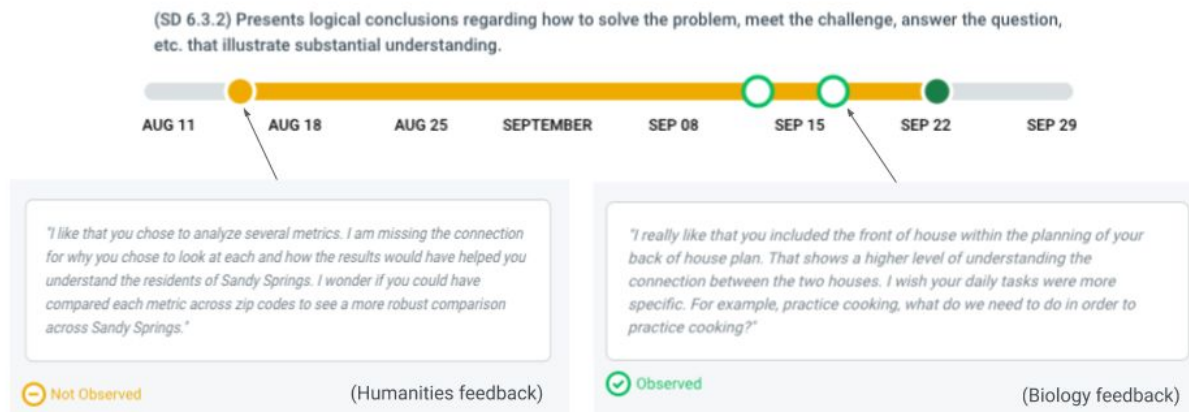 (SD 6.3.2) Presents logical conclusions regarding how to solve the problem, meet the challenge, answer the question,
etc. that illustrate substantial understanding.
AUG 11 AUG 18 AUG 25 SEPTEMBER SEP 08 SEP 15 SEP 22 SEP 29
"I like that you chose to analyze several metrics. I am missing the connection
for why you chose to look at each and how the results would have helped you
understand the residents of Sandy Springs. I wonder if you could have
compared each metric across zip codes to see a more robust comparison
across Sandy Springs."
Not Observed (Humanities feedback)
"I really like that you included the front of house within the planning of your
back of house plan. That shows a higher level of understanding the
connection between the two houses. I wish your daily tasks were more
specific. For example, practice cooking, what do we need to do in order to
practice cooking?"
Observed (Biology feedback)